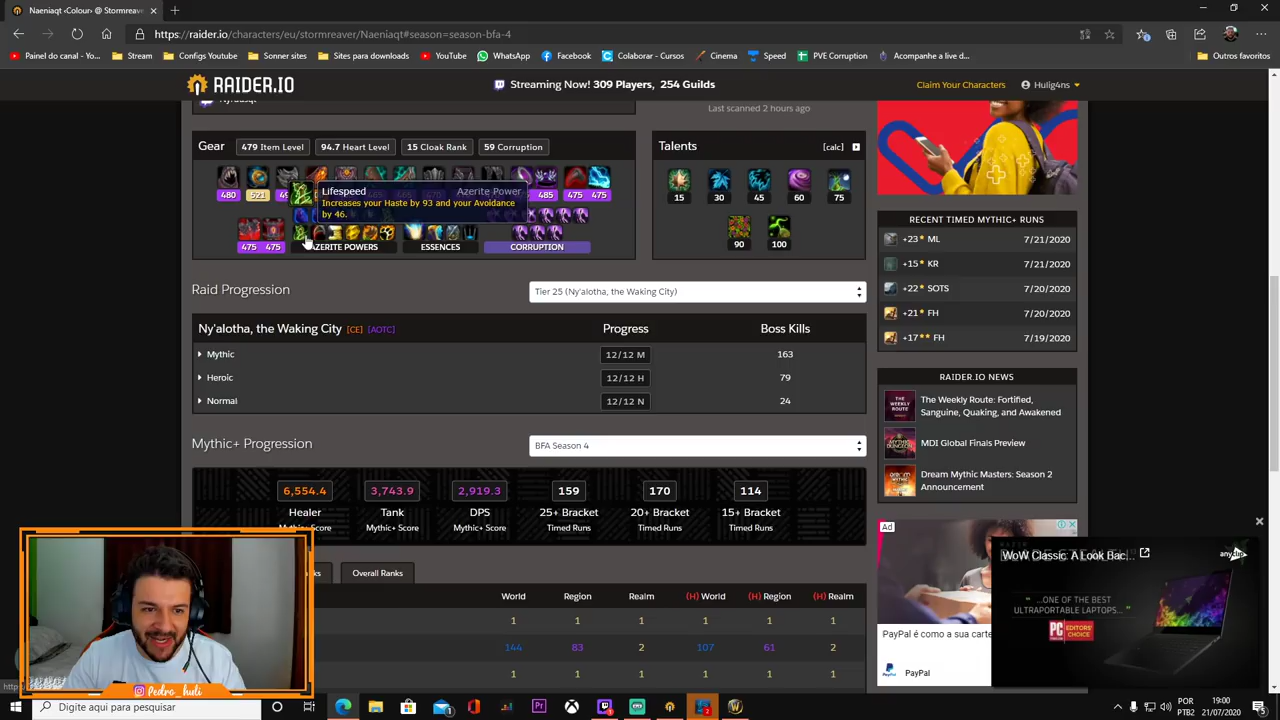 Naeniaqt <Colour> @ Stormreave
https://raider.io/characters/eu/stormreaver/Naeniaqt#season=season-bfa-4
Painel do canal - Yo...
Stream
Configs Youtube
Sonner sites
Sites para downloads
YouTube
WhatsApp
Facebook
Colaborar - Cursos
Cinema
Speed
PVE Corruption
Acompanhe a live d...
Outros favoritos
RAIDER.IO
Streaming Now! 309 Players, 254 Guilds
Claim Your Characters
Hulig4ns
Last scanned 2 hours ago
Gear
479 Item Level
94.7 Heart Level
15 Cloak Rank
59 Corruption
480
521
485
475
475
Lifespeed
Azerite Power
Increases your Haste by 93 and your Avoidance
by 46.
475
475
AZERITE POWERS
ESSENCES
CORRUPTION
Talents
[calc]
15
30
45
60
75
90
100
Raid Progression
Tier 25 (Ny'alotha, the Waking City)
Ny'alotha, the Waking City [CE] [AOTC]
Progress
Boss Kills
Mythic
12/12 M
163
Heroic
12/12 H
79
Normal
12/12 N
24
Mythic+ Progression
BFA Season 4
6,554.4
3,743.9
2,919.3
159
170
114
Healer
Tank
DPS
25+ Bracket
20+ Bracket
15+ Bracket
Mythic+ Score
Mythic+ Score
Timed Runs
Timed Runs
Timed Runs
Overall Ranks
World
Region
Realm
(H) World
(H) Region
(H) Realm
1
1
1
1
1
1
144
83
2
107
61
2
1
1
1
1
1
1
RECENT TIMED MYTHIC+ RUNS
+23* ML
7/21/2020
+15* KR
7/21/2020
+22* SOTS
7/20/2020
+21* FH
7/20/2020
+17** FH
7/19/2020
RAIDER.IO NEWS
THE WEEKLY ROUTE
The Weekly Route: Fortified,
Sanguine, Quaking, and Awakened
MDI Global Finals Preview
Dream Mythic Masters: Season 2
Announcement
Ad
PayPal é como a sua carte
PayPal
WoW Classic: A Look Bac...
"...ONE OF THE BEST
ULTRAPORTABLE LAPTOPS..."
PC
EDITORS'
CHOICE
Pedro_huli
Digite aqui para pesquisar
POR
PTB2
19:00
21/07/2020